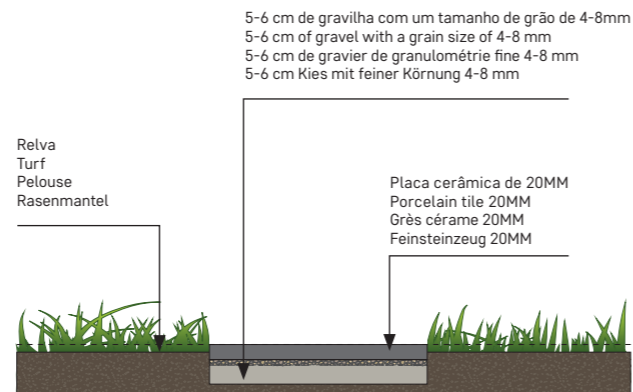 5-6 cm de gravilha com um tamanho de grão de 4-8mm
5-6 cm of gravel with a grain size of 4-8 mm
5-6 cm de gravier de granulométrie fine 4-8 mm
5-6 cm Kies mit feiner Körnung 4-8 mm
Relva
Turf
Pelouse
Rasenmantel
Placa cerâmica de 20MM
Porcelain tile 20MM
Grès cérame 20MM
Feinsteinzeug 20MM